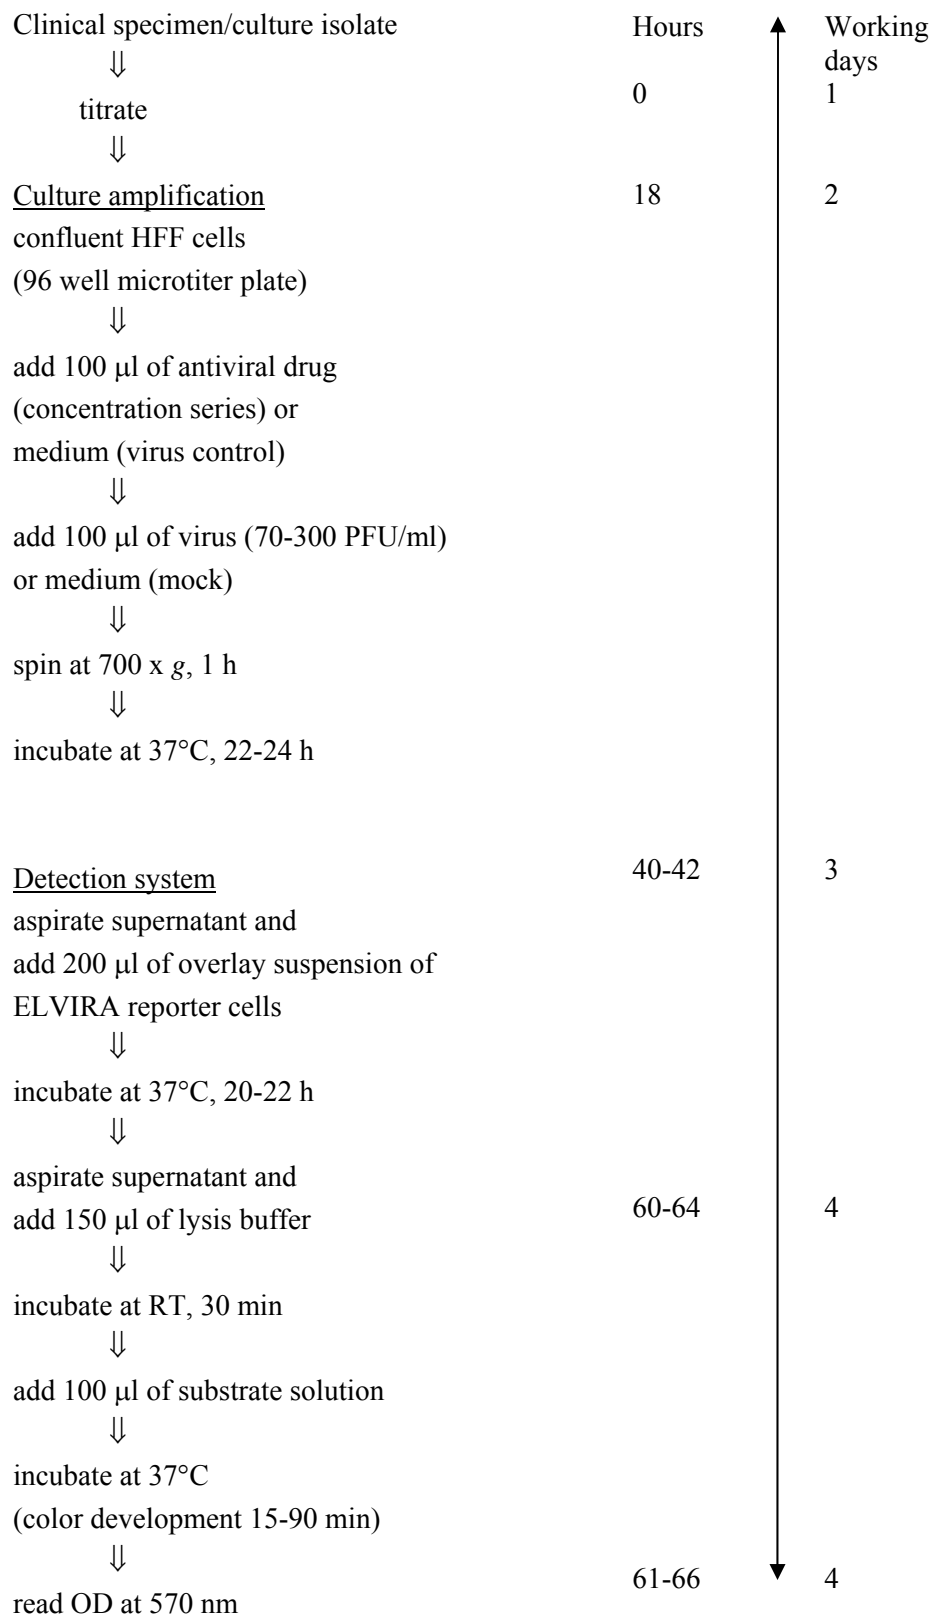 Clinical specimen/culture isolate Hours Working
days
⇓
titrate 0 1
⇓
Culture amplification 18 2
confluent HFF cells
(96 well microtiter plate)
⇓
add 100 μl of antiviral drug
(concentration series) or
medium (virus control)
⇓
add 100 μl of virus (70-300 PFU/ml)
or medium (mock)
⇓
spin at 700 x g, 1 h
⇓
incubate at 37°C, 22-24 h
Detection system 40-42 3
aspirate supernatant and
add 200 μl of overlay suspension of
ELVIRA reporter cells
⇓
incubate at 37°C, 20-22 h
⇓
aspirate supernatant and
add 150 μl of lysis buffer 60-64 4
⇓
incubate at RT, 30 min
⇓
add 100 μl of substrate solution
⇓
incubate at 37°C
(color development 15-90 min)
⇓
read OD at 570 nm 61-66 4